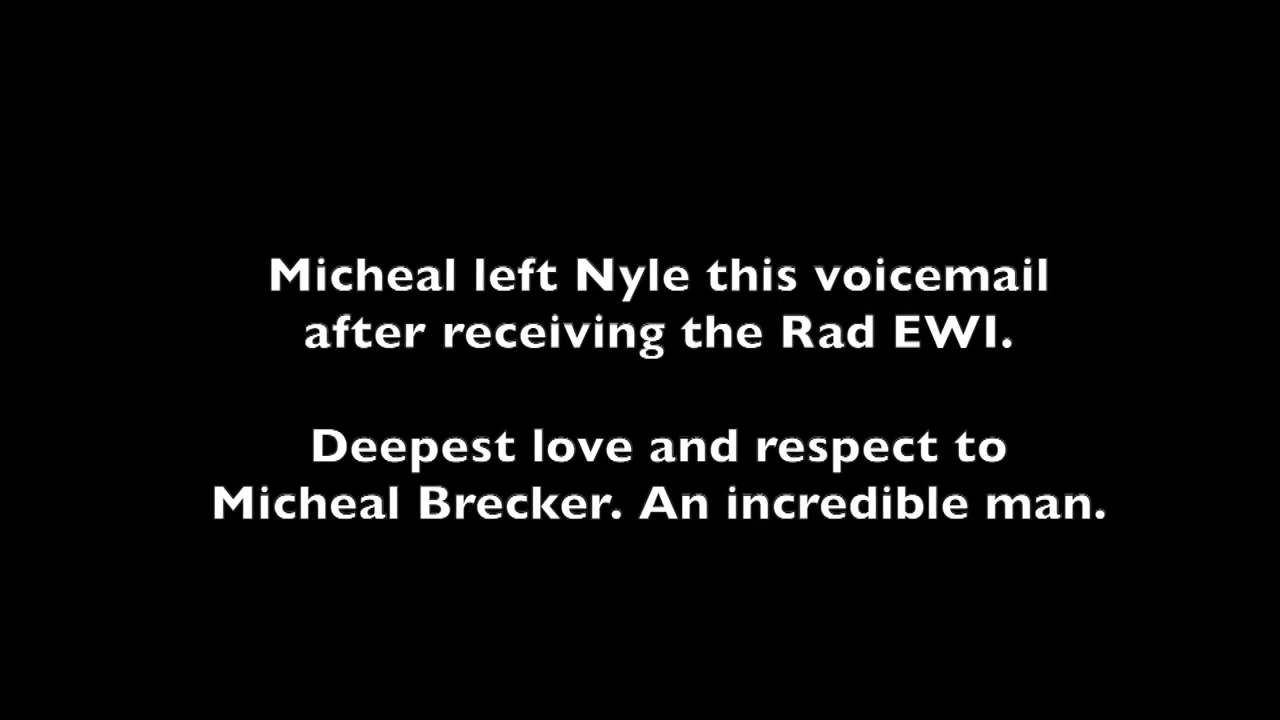 Micheal left Nyle this voicemail
after receiving the Rad EWI.
Deepest love and respect to
Micheal Brecker. An incredible man.